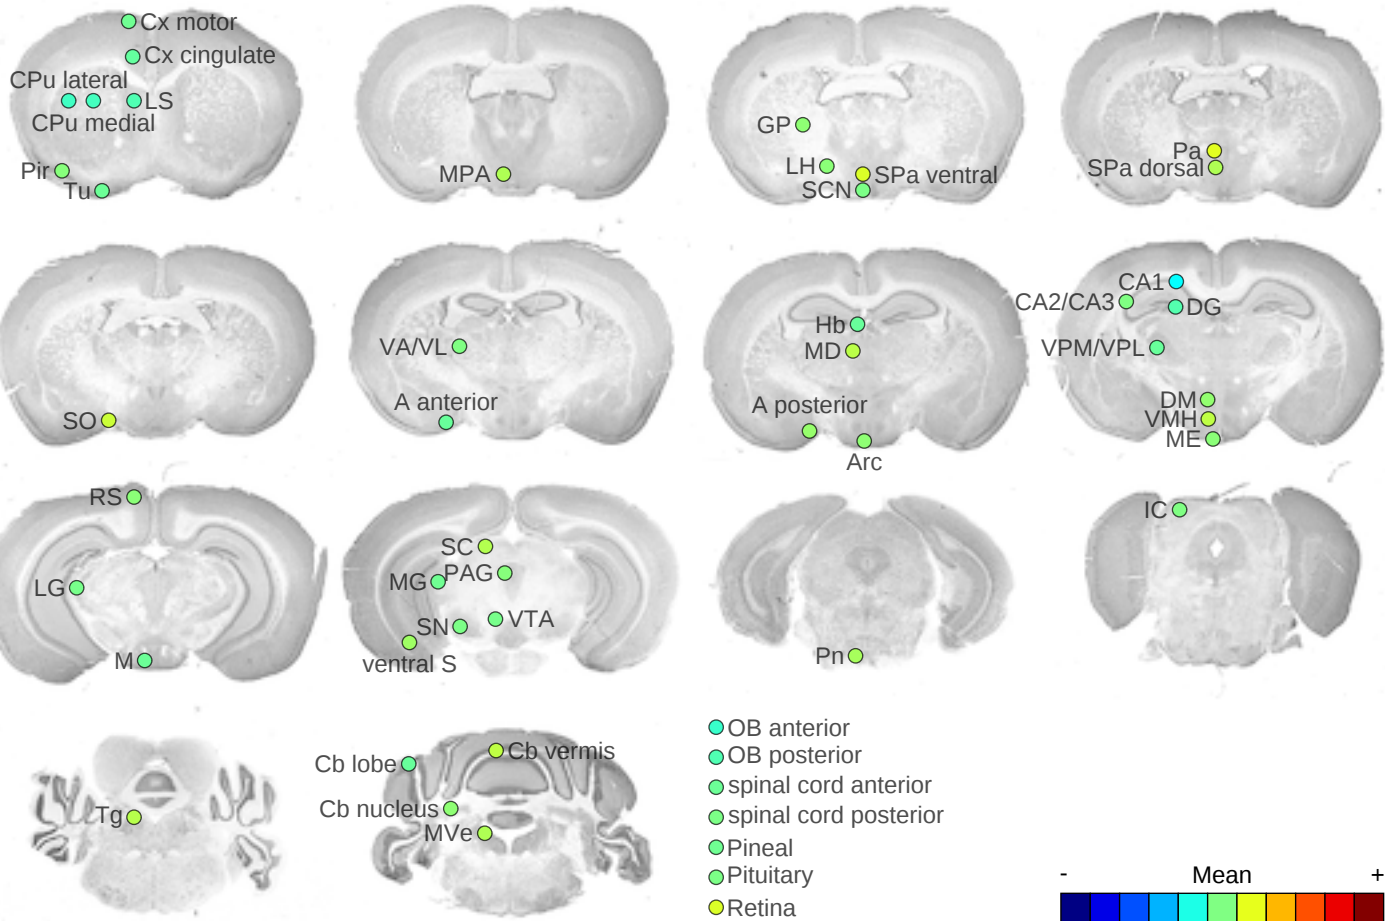 Cx motor
Cx cingulate
CPu lateral
LS
CPu medial
Pir
Tu
MPA
GP
LH
SPa ventral
SCN
Pa
SPa dorsal
SO
VA/VL
A anterior
Hb
MD
A posterior
Arc
CA1
CA2/CA3
DG
VPM/VPL
DM
VMH
ME
RS
LG
M
SC
PAG
MG
SN
VTA
ventral S
Pn
IC
Tg
Cb lobe
Cb vermis
Cb nucleus
MVe
OB anterior
OB posterior
spinal cord anterior
spinal cord posterior
Pineal
Pituitary
Retina
- Mean +